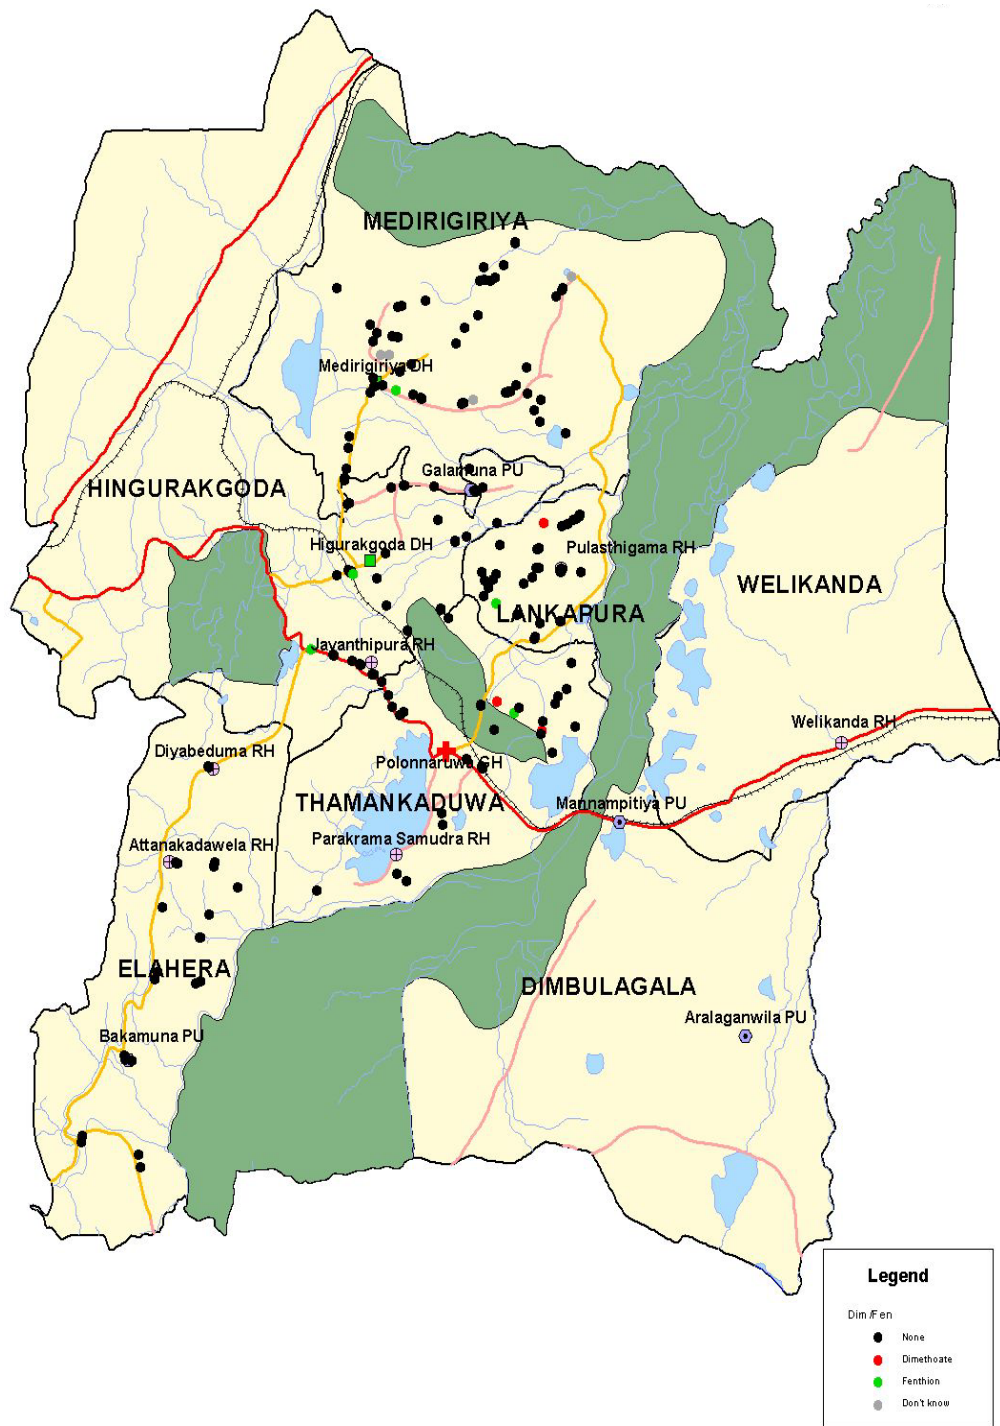 MEDIRIGIRIYA
Medirigiriya DH
Galamuna PU
HINGURAKGODA
Higurakgoda DH
Pulasthigama RH
WELIKANDA
LANKAPURA
Jayanthipura RH
Welikanda RH
Diyabeduma RH
Polonnaruwa GH
THAMANKADUWA
Mannampitiya PU
Attanakadawela RH
Parakrama Samudra RH
ELAHERA
DIMBULAGALA
Aralaganwila PU
Bakamuna PU
Legend
Dim/Fen
None
Dimethoate
Fenthion
Don't know